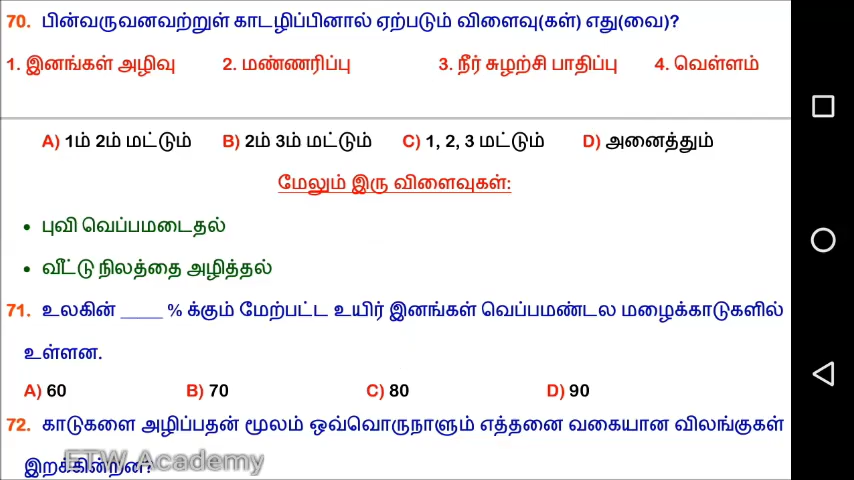 70. பின்வருவனவற்றுள் காடழிப்பினால் ஏற்படும் விளைவு(கள்) எது(வை)?
1. இனங்கள் அழிவு 2. மண்ணரிப்பு 3. நீர் சுழற்சி பாதிப்பு 4. வெள்ளம்
A) 1ம் 2ம் மட்டும் B) 2ம் 3ம் மட்டும் C) 1, 2, 3 மட்டும் D) அனைத்தும்
மேலும் இரு விளைவுகள்:
• புவி வெப்பமடைதல்
• வீட்டு நிலத்தை அழித்தல்
71. உலகின் _____ % க்கும் மேற்பட்ட உயிர் இனங்கள் வெப்பமண்டல மழைக்காடுகளில்
உள்ளன.
A) 60 B) 70 C) 80 D) 90
72. காடுகளை அழிப்பதன் மூலம் ஒவ்வொருநாளும் எத்தனை வகையான விலங்குகள்
இறக்கின்றன?
ETW Academy